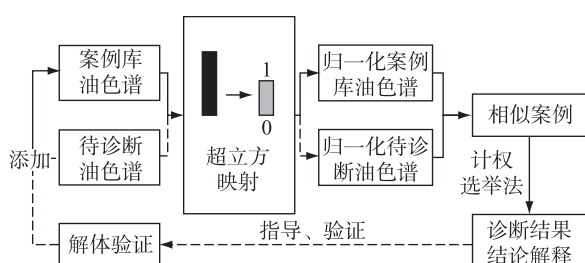 案例库
油色谱
待诊断
油色谱
添加
1
0
超立方
映射
归一化案例
库油色谱
归一化待诊
断油色谱
相似案例
计权
选举法
诊断结果
结论解释
指导、验证
解体验证